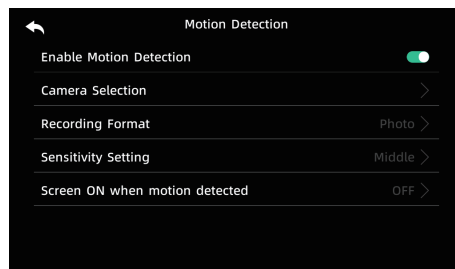 Motion Detection
Enable Motion Detection
Camera Selection
Recording Format Photo
Sensitivity Setting Middle
Screen ON when motion detected OFF